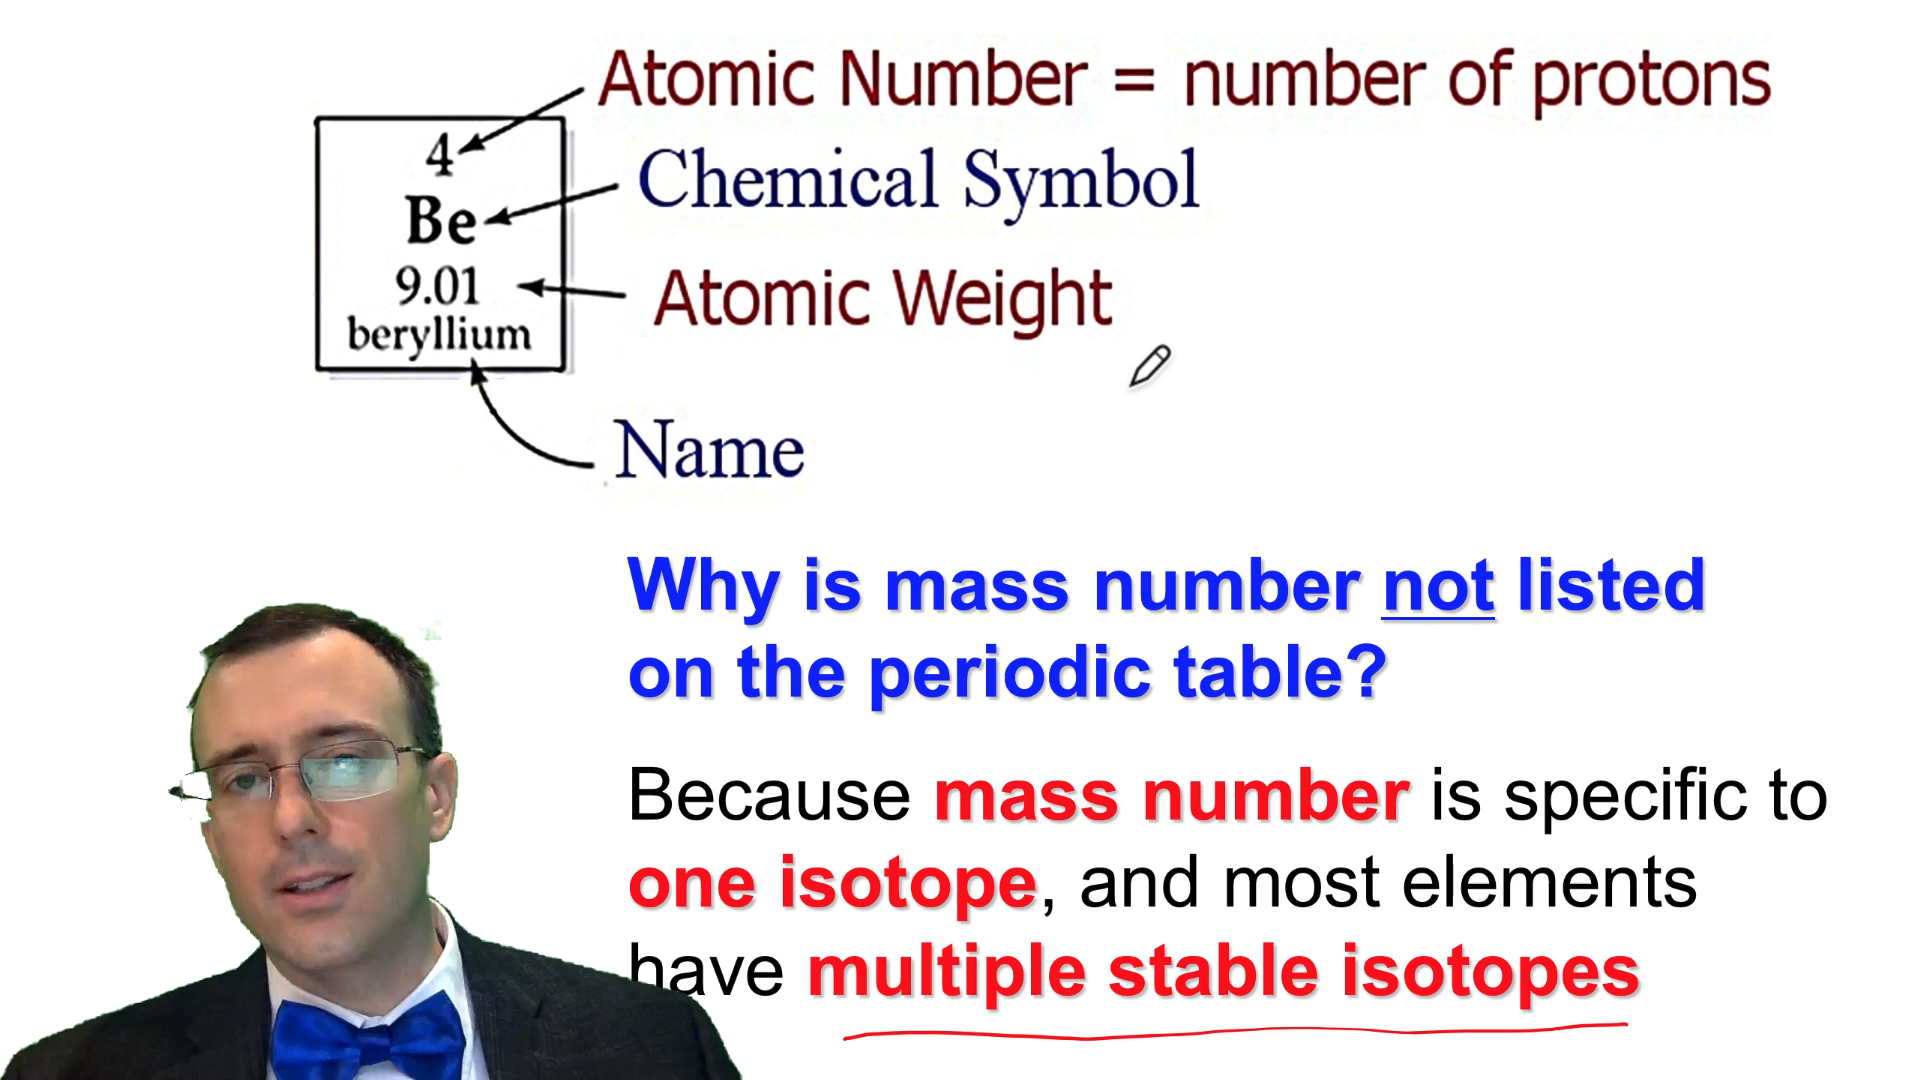 Atomic Number = number of protons
4
Chemical Symbol
Be
9.01
Atomic Weight
beryllium
Name
Why is mass number not listed
on the periodic table?
Because mass number is specific to
one isotope, and most elements
have multiple stable isotopes